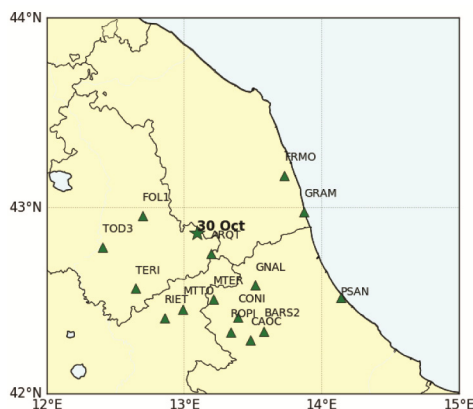 44°N
FRMO
GRAM
FOL1
43°N
30 Oct
TOD3
ARQT
TERI
GNAL
MTER
PSAN
RIET
MTTO
CONI
ROPI
BARS2
CAOC
42°N
12°E
13°E
14°E
15°E